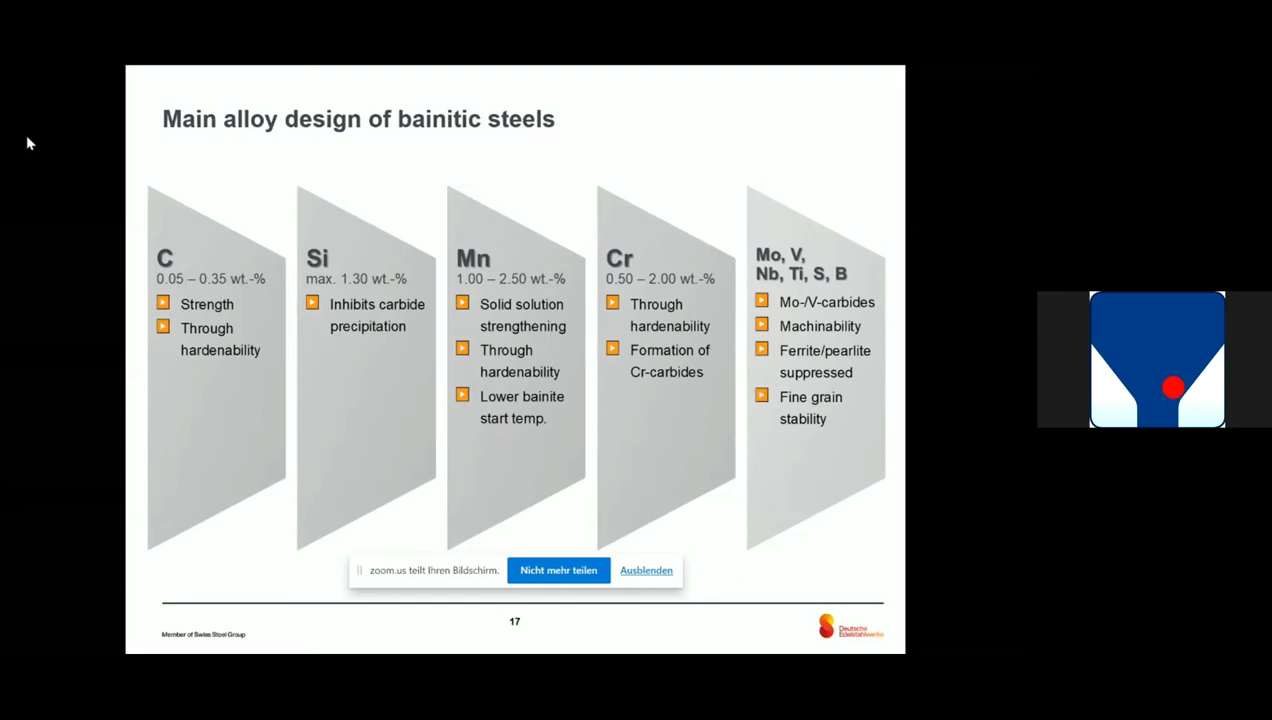 Main alloy design of bainitic steels
C
0.05 – 0.35 wt.-%
Strength
Through
hardenability
Si
max. 1.30 wt.-%
Inhibits carbide
precipitation
Mn
1.00 – 2.50 wt.-%
Solid solution
strengthening
Through
hardenability
Lower bainite
start temp.
Cr
0.50 – 2.00 wt.-%
Through
hardenability
Formation of
Cr-carbides
Mo, V,
Nb, Ti, S, B
Mo-/V-carbides
Machinability
Ferrite/pearlite
suppressed
Fine grain
stability
zoom.us teilt Ihren Bildschirm.
Nicht mehr teilen
Ausblenden
17
Member of Swiss Steel Group
Deutsche
Edelstahlwerke